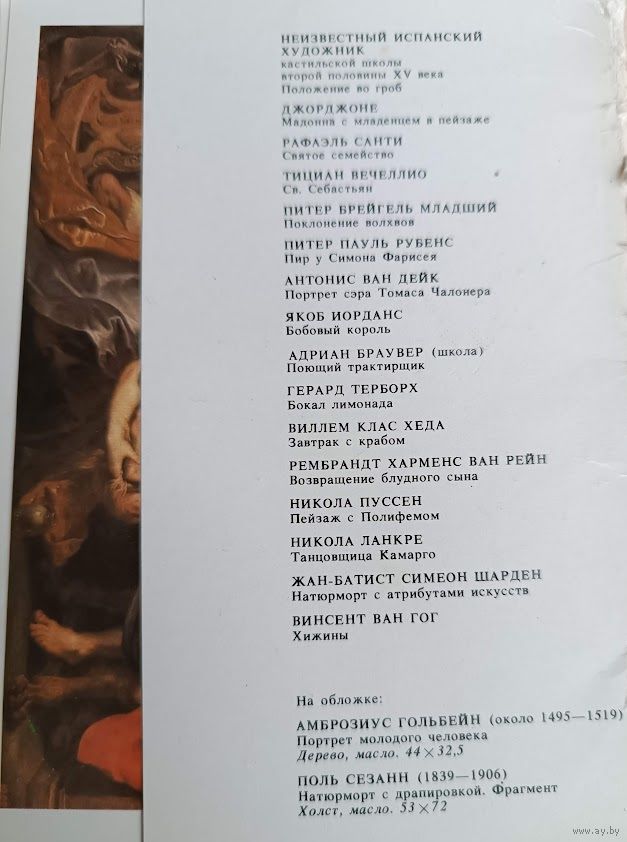 НЕИЗВЕСТНЫЙ ИСПАНСКИЙ
ХУДОЖНИК
кастильской школы
второй половины XV века
Положение во гроб
ДЖОРДЖОНЕ
Мадонна с младенцем в пейзаже
РАФАЭЛЬ САНТИ
Святое семейство
ТИЦИАН ВЕЧЕЛЛИО
Св. Себастьян
ПИТЕР БРЕЙГЕЛЬ МЛАДШИЙ
Поклонение волхвов
ПИТЕР ПАУЛЬ РУБЕНС
Пир у Симона Фарисея
АНТОНИС ВАН ДЕЙК
Портрет сэра Томаса Чалонера
ЯКОБ ИОРДАНС
Бобовый король
АДРИАН БРАУВЕР (школа)
Поющий трактирщик
ГЕРАРД ТЕРБОРХ
Бокал лимонада
ВИЛЛЕМ КЛАС ХЕДА
Завтрак с крабом
РЕМБРАНДТ ХАРМЕНС ВАН РЕЙН
Возвращение блудного сына
НИКОЛА ПУССЕН
Пейзаж с Полифемом
НИКОЛА ЛАНКРЕ
Танцовщица Камарго
ЖАН-БАТИСТ СИМЕОН ШАРДЕН
Натюрморт с атрибутами искусств
ВИНСЕНТ ВАН ГОГ
Хижины
На обложке:
АМБРОЗИУС ГОЛЬБЕЙН (около 1495—1519)
Портрет молодого человека
Дерево, масло. 44×32,5
ПОЛЬ СЕЗАНН (1839—1906)
Натюрморт с драпировкой. Фрагмент
Холст, масло. 53×72
www.ay.by